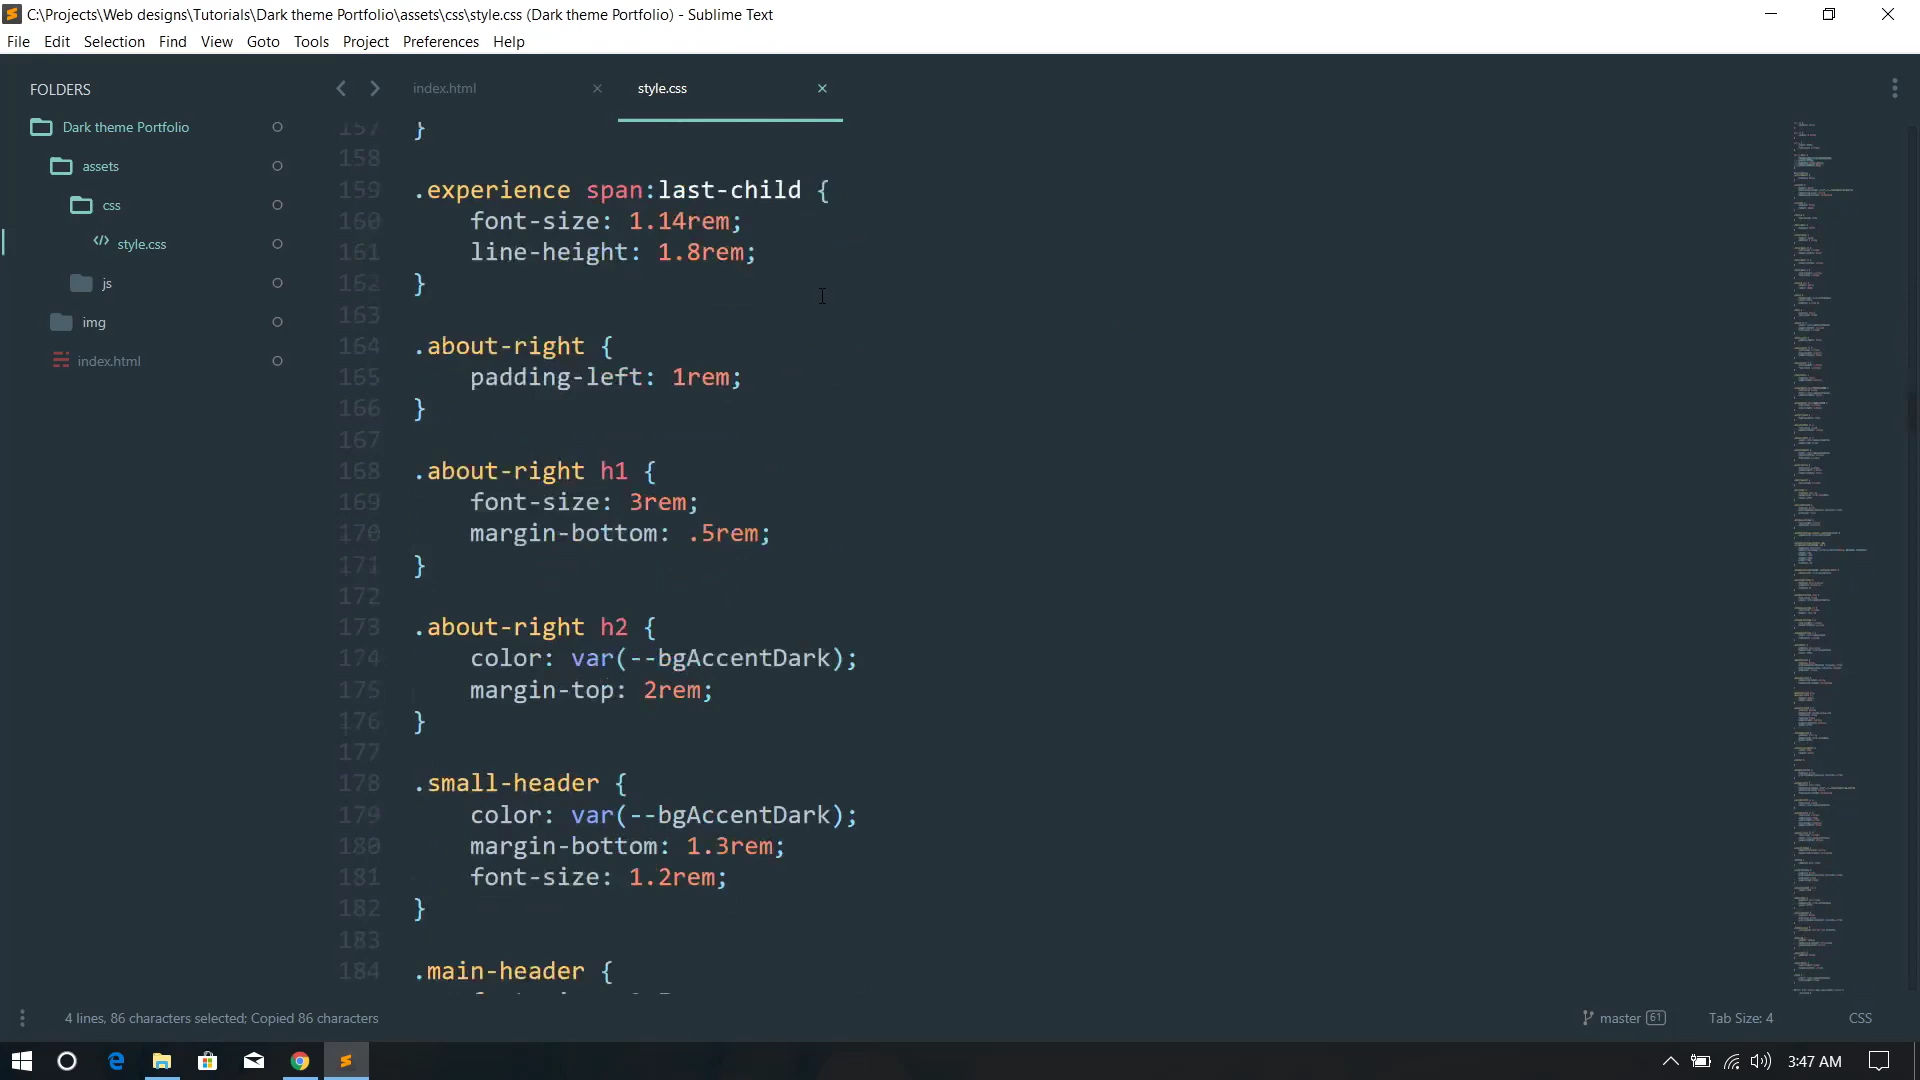 C:\Projects\Web designs\Tutorials\Dark theme Portfolio\assets\css\style.css (Dark theme Portfolio) - Sublime Text
File Edit Selection Find View Goto Tools Project Preferences Help
FOLDERS
Dark theme Portfolio
assets
css
style.css
js
img
index.html
index.html
style.css
157 }
158
159 .experience span:last-child {
160 font-size: 1.14rem;
161 line-height: 1.8rem;
162 }
163
164 .about-right {
165 padding-left: 1rem;
166 }
167
168 .about-right h1 {
169 font-size: 3rem;
170 margin-bottom: .5rem;
171 }
172
173 .about-right h2 {
174 color: var(--bgAccentDark);
175 margin-top: 2rem;
176 }
177
178 .small-header {
179 color: var(--bgAccentDark);
180 margin-bottom: 1.3rem;
181 font-size: 1.2rem;
182 }
183
184 .main-header {
4 lines, 86 characters selected; Copied 86 characters
master 61
Tab Size: 4
CSS
3:47 AM